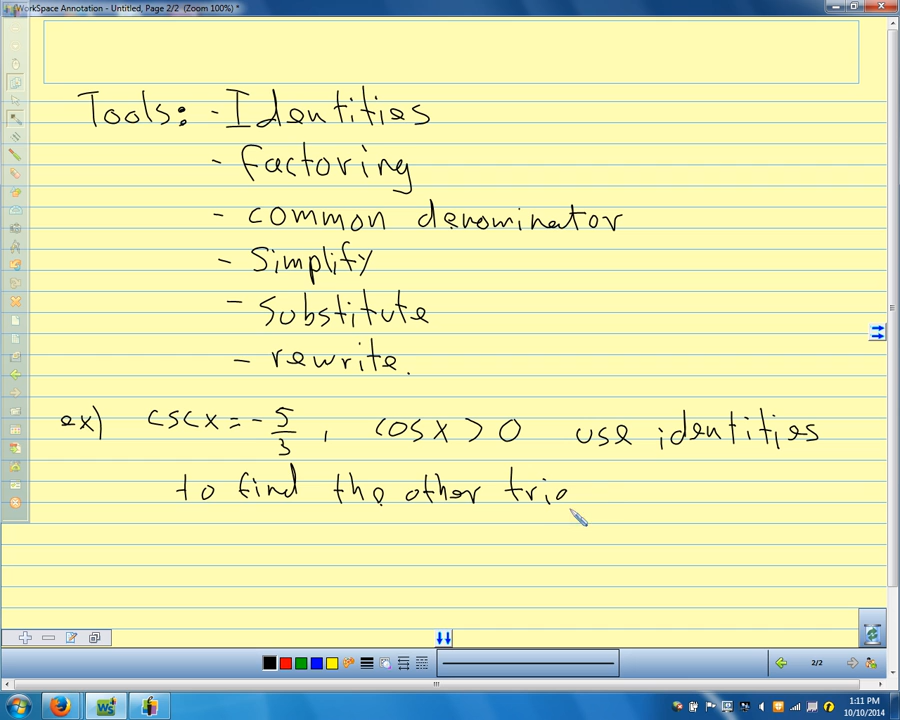 WorkSpace Annotation - Untitled, Page 2/2 (Zoom 100%) *
Tools: - Identities
- factoring
- common denominator
- Simplify
- Substitute
- rewrite.
ex) cscx = - 5/3 , cosx > 0 use identities
to find the other trig
2/2
1:11 PM
10/10/2014